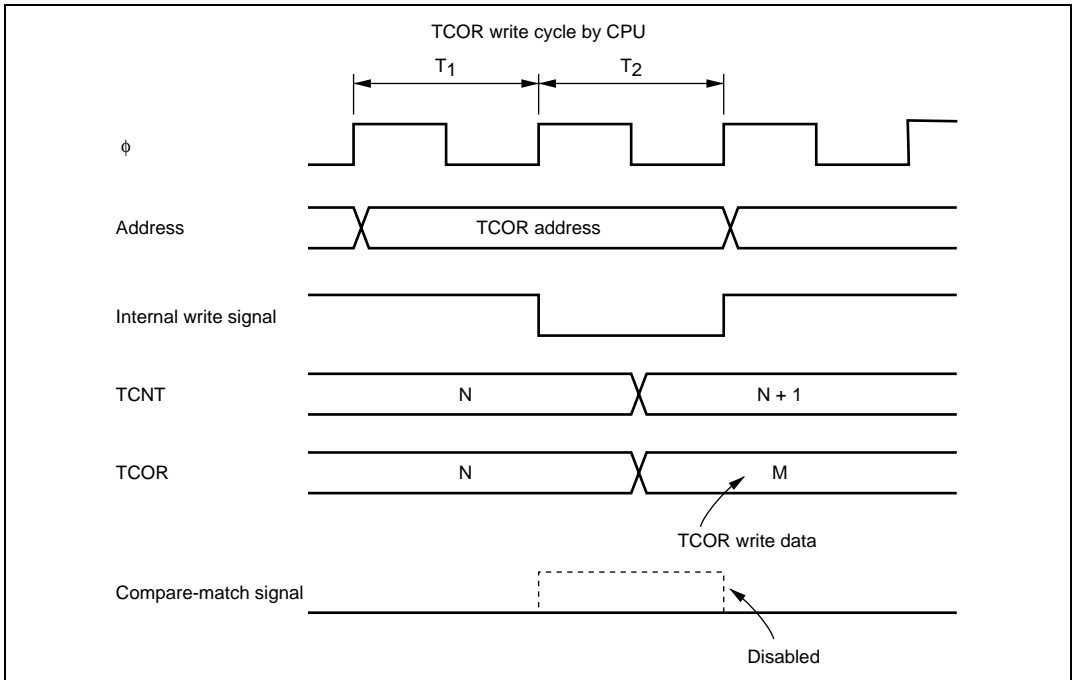 TCOR write cycle by CPU
T1 T2
ϕ
Address TCOR address
Internal write signal
TCNT N N + 1
TCOR N M
TCOR write data
Compare-match signal
Disabled